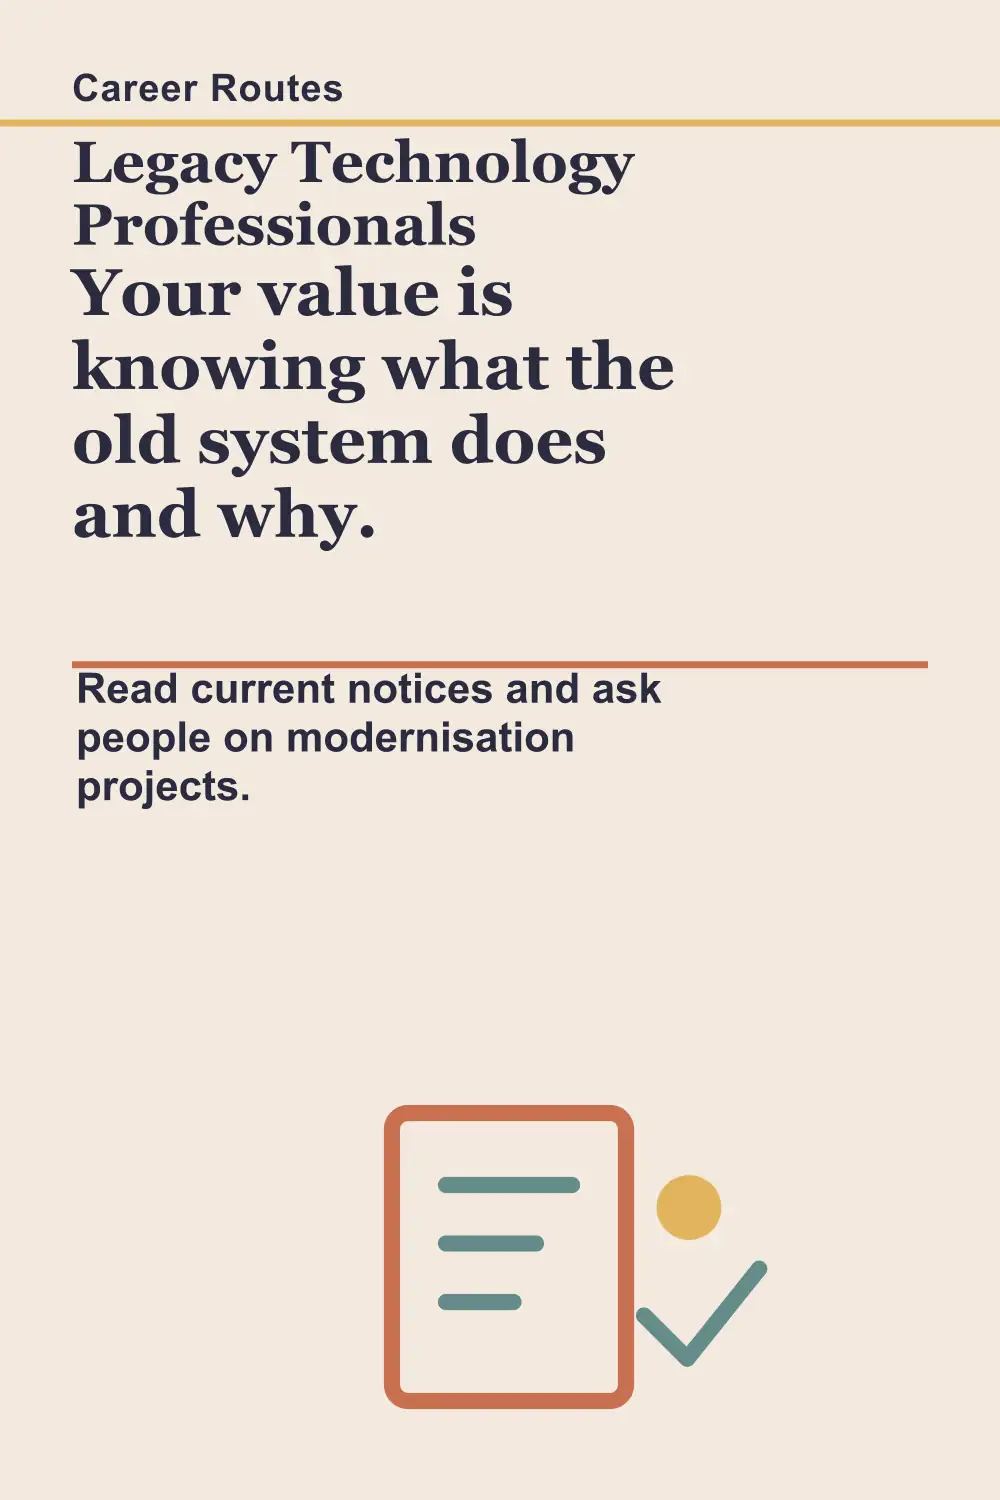 Career Routes
Legacy Technology
Professionals
Your value is
knowing what the
old system does
and why.
Read current notices and ask
people on modernisation
projects.